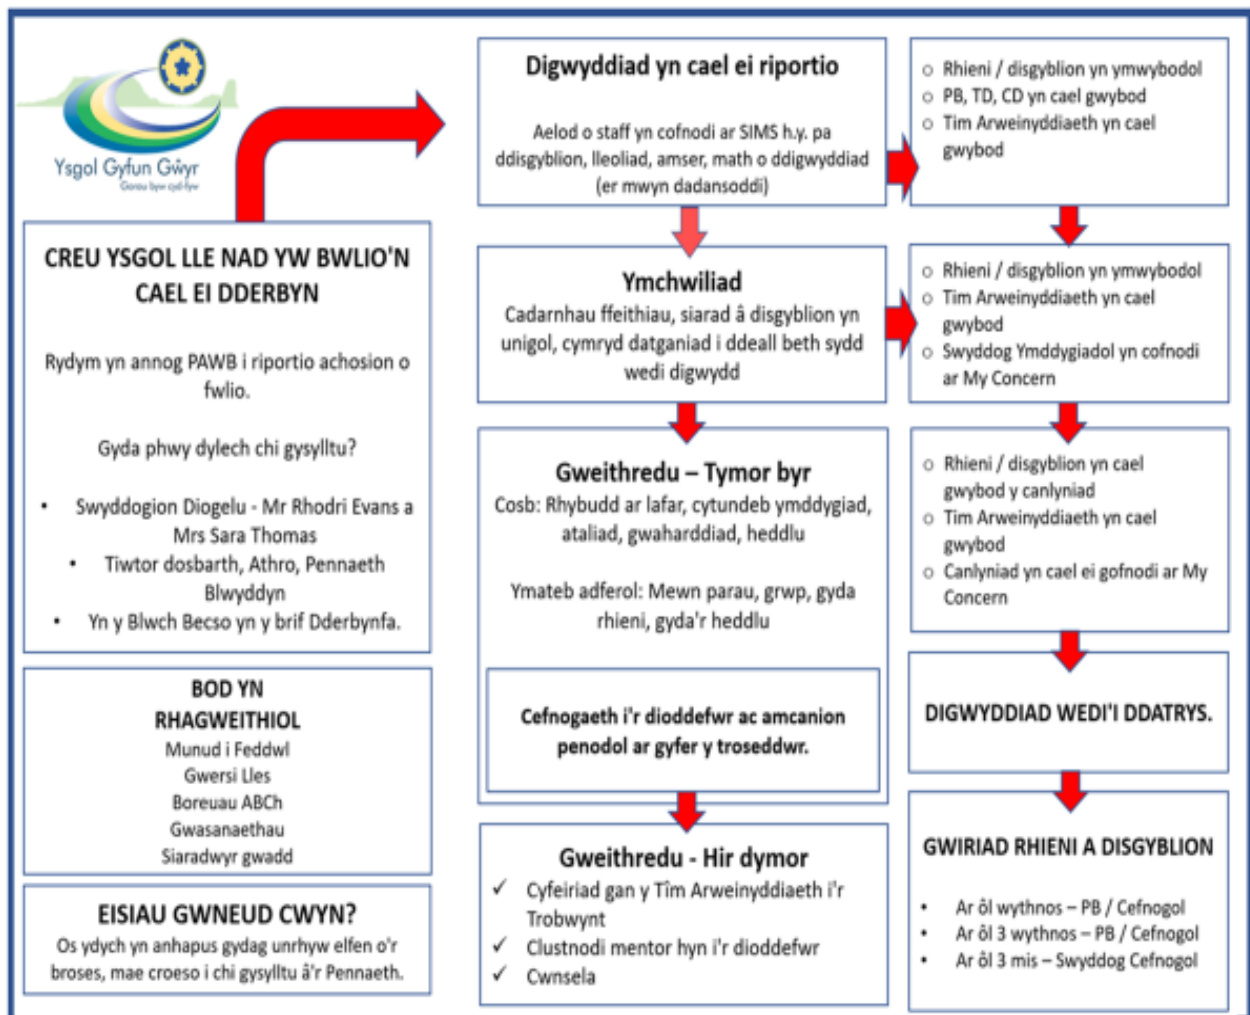 Ysgol Gyfun Gŵyr
Gorau byw cyd-fyw
CREU YSGOL LLE NAD YW BWLIO'N
CAEL EI DDERBYN
Rydym yn annog PAWB i riportio achosion o
fwlio.
Gyda phwy dylech chi gysylltu?
• Swyddogion Diogelu - Mr Rhodri Evans a
Mrs Sara Thomas
• Tiwtor dosbarth, Athro, Pennaeth
Blwyddyn
• Yn y Blwch Becso yn y brif Dderbynfa.
BOD YN
RHAGWEITHIOL
Munud i Feddwl
Gwersi Lles
Boreuau ABCh
Gwasanaethau
Siaradwyr gwadd
EISIAU GWNEUD CWYN?
Os ydych yn anhapus gydag unrhyw elfen o'r
broses, mae croeso i chi gysylltu â'r Pennaeth.
Digwyddiad yn cael ei riportio
Aelod o staff yn cofnodi ar SIMS h.y. pa
ddisgyblion, lleoliad, amser, math o ddigwyddiad
(er mwyn dadansoddi)
Ymchwiliad
Cadarnhau ffeithiau, siarad â disgyblion yn
unigol, cymryd datganiad i ddeall beth sydd
wedi digwydd
Gweithredu – Tymor byr
Cosb: Rhybudd ar lafar, cytundeb ymddygiad,
ataliad, gwaharddiad, heddlu
Ymateb adferol: Mewn parau, grwp, gyda
rhieni, gyda'r heddlu
Cefnogaeth i'r dioddefwr ac amcanion
penodol ar gyfer y troseddwr.
Gweithredu - Hir dymor
✓ Cyfeiriad gan y Tîm Arweinyddiaeth i'r
Trobwynt
✓ Clustnodi mentor hyn i'r dioddefwr
✓ Cwnsela
o Rhieni / disgyblion yn ymwybodol
o PB, TD, CD yn cael gwybod
o Tim Arweinyddiaeth yn cael
gwybod
o Rhieni / disgyblion yn ymwybodol
o Tim Arweinyddiaeth yn cael
gwybod
o Swyddog Ymddygiadol yn cofnodi
ar My Concern
o Rhieni / disgyblion yn cael
gwybod y canlyniad
o Tim Arweinyddiaeth yn cael
gwybod
o Canlyniad yn cael ei gofnodi ar My
Concern
DIGWYDDIAD WEDI'I DDATRYS.
GWIRIAD RHIENI A DISGYBLION
• Ar ôl wythnos – PB / Cefnogol
• Ar ôl 3 wythnos – PB / Cefnogol
• Ar ôl 3 mis – Swyddog Cefnogol